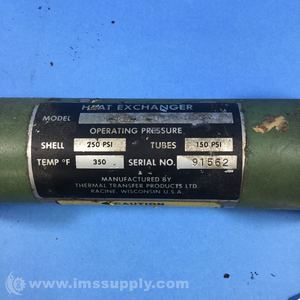 HEAT EXCHANGER
MODEL
OPERATING PRESSURE
SHELL 250 PSI TUBES 150 PSI
TEMP °F 350 SERIAL NO. 91562
MANUFACTURED BY
THERMAL TRANSFER PRODUCTS LTD.
RACINE, WISCONSIN U.S.A.
CAUTION
© www.imssupply.com